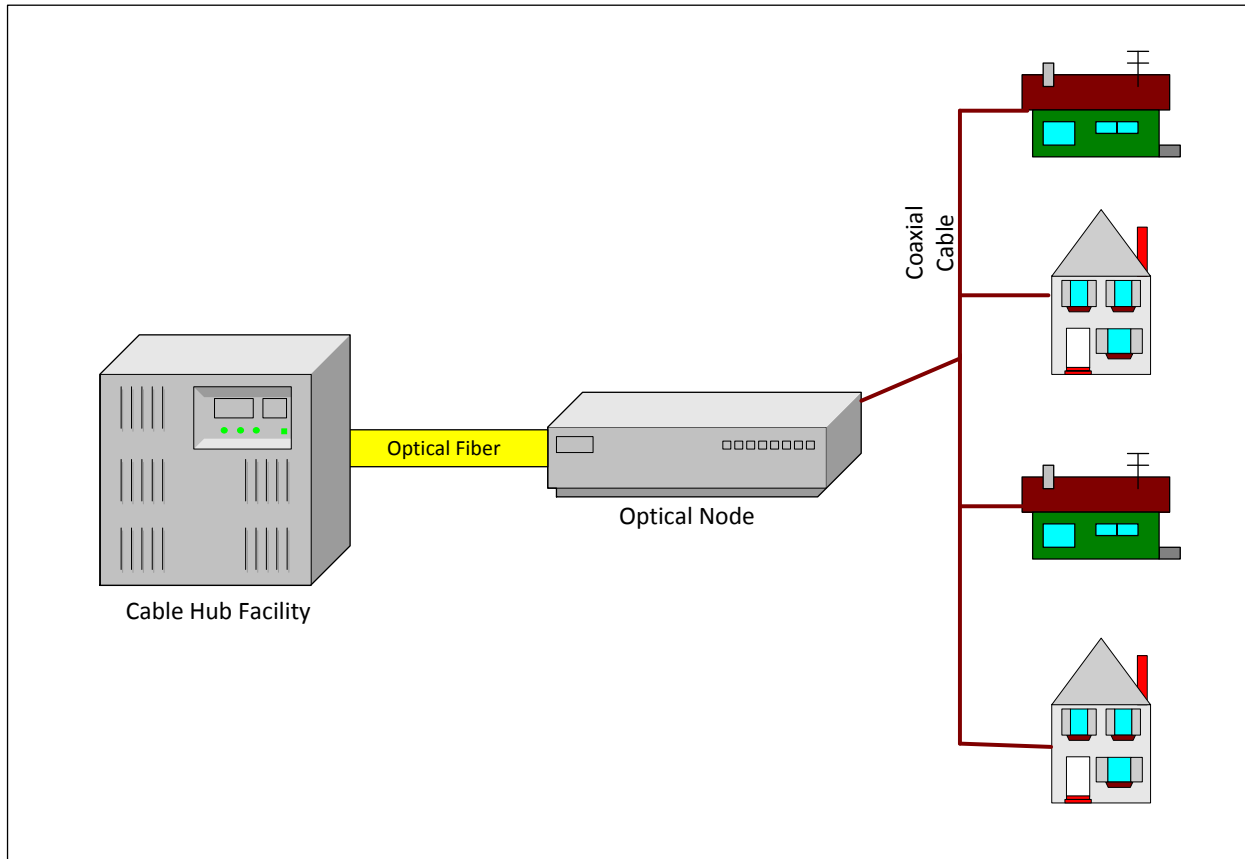 Cable Hub Facility
Optical Fiber
Optical Node
Coaxial
Cable